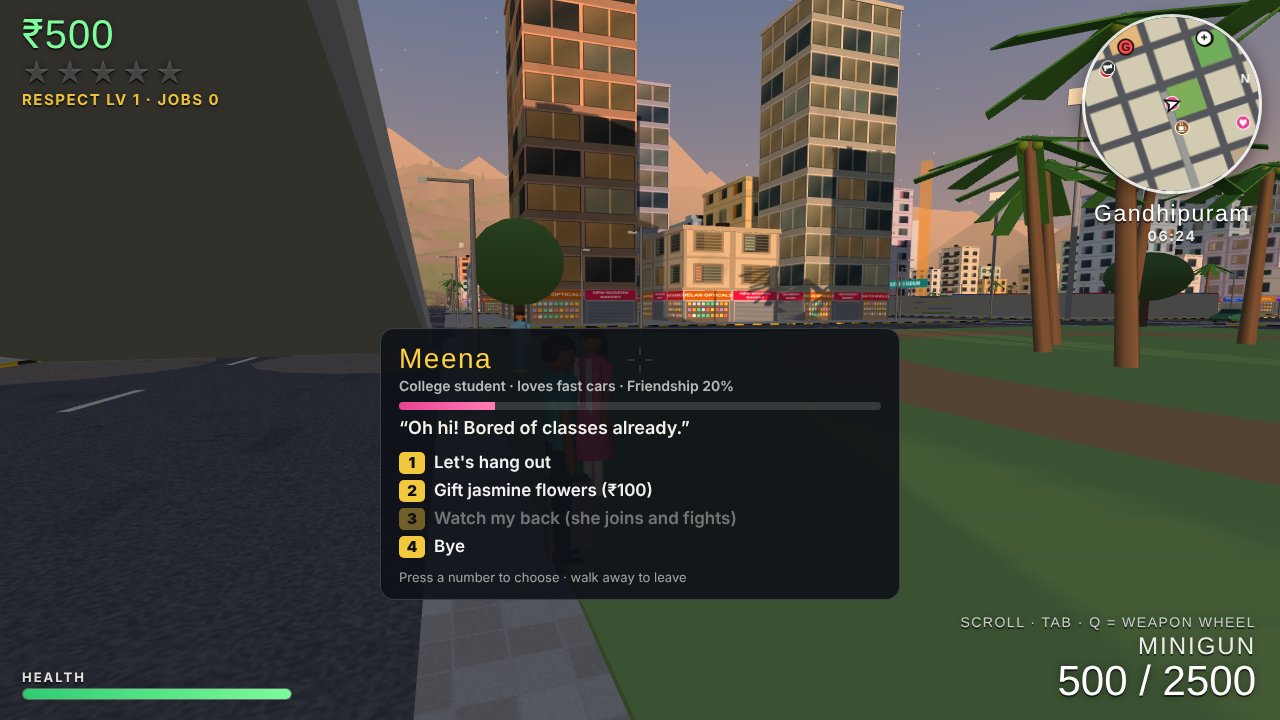 ₹500
RESPECT LV 1 · JOBS 0
G
N
Gandhipuram
06:24
NEW MODERN BAKERY
Meena
College student · loves fast cars · Friendship 20%
“Oh hi! Bored of classes already.”
1 Let's hang out
2 Gift jasmine flowers (₹100)
3 Watch my back (she joins and fights)
4 Bye
Press a number to choose · walk away to leave
SCROLL · TAB · Q = WEAPON WHEEL
MINIGUN
500 / 2500
HEALTH